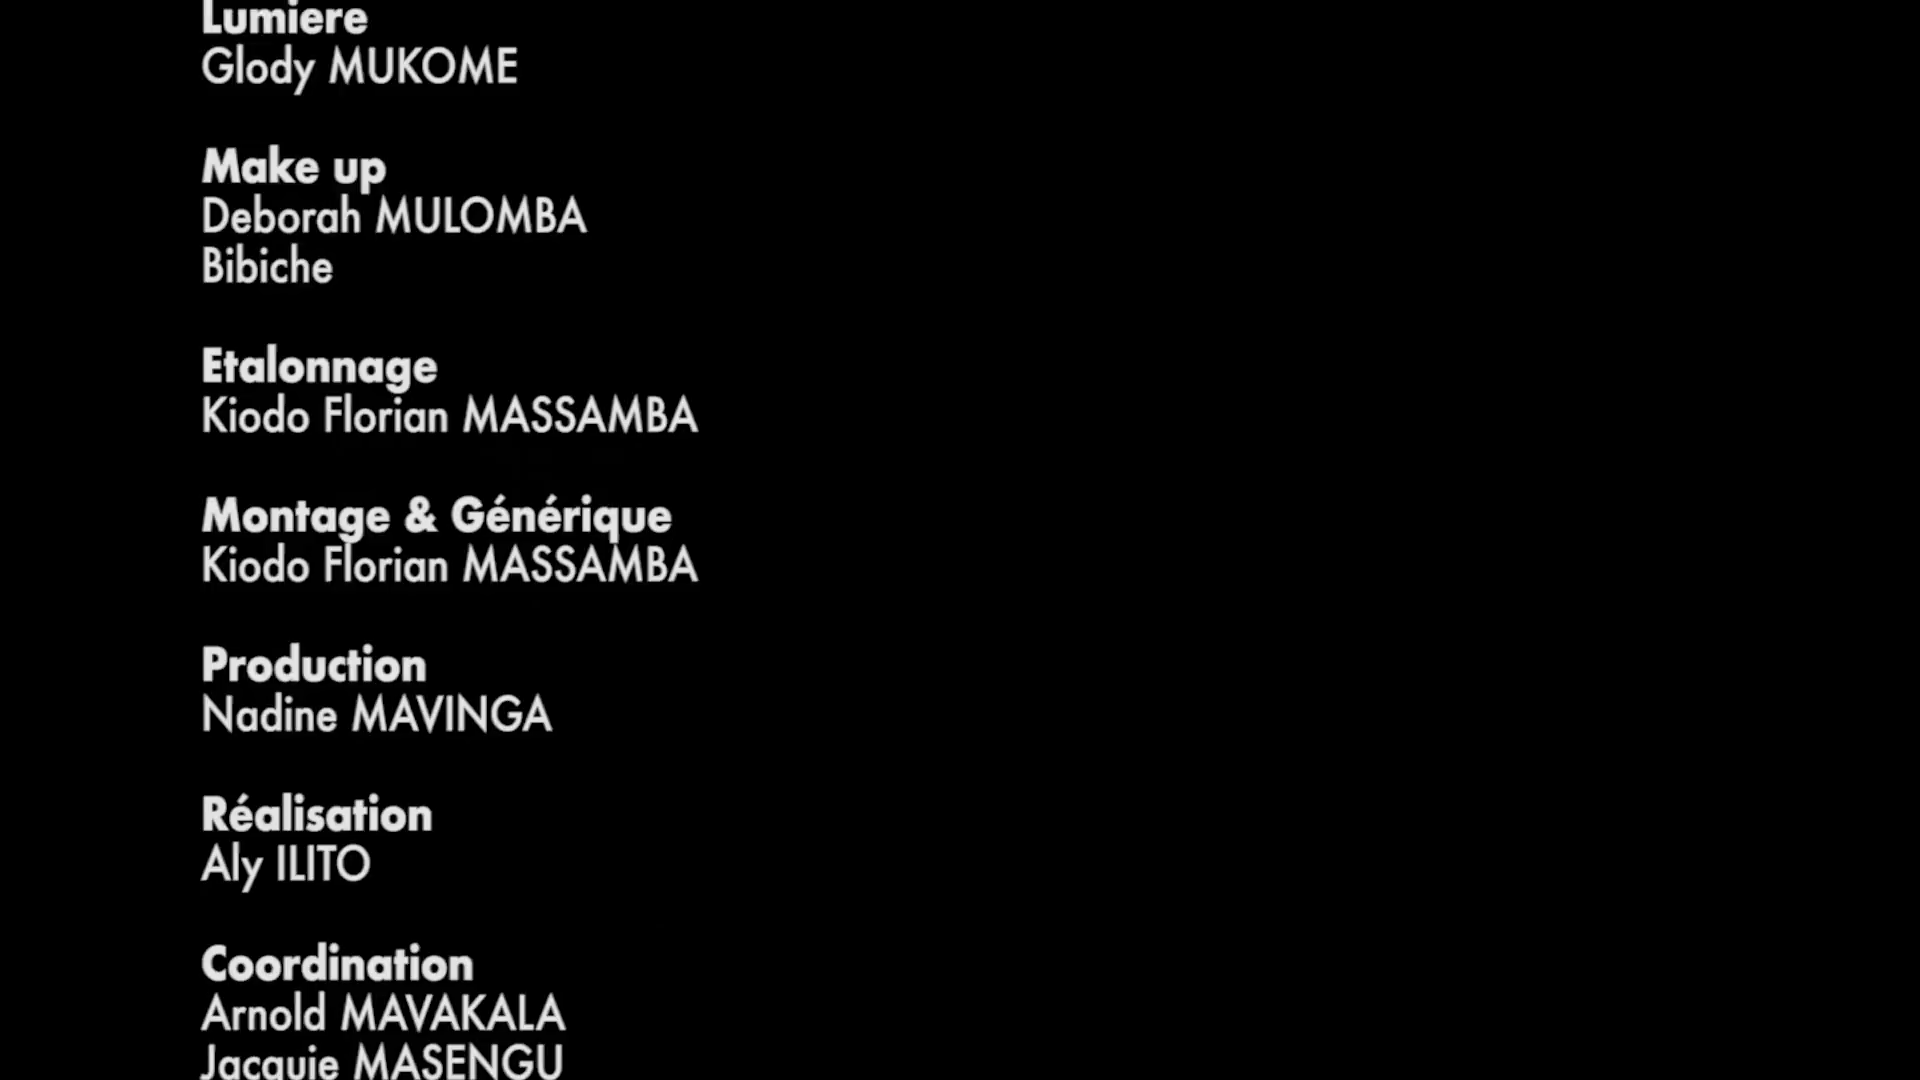 Lumiere
Glody MUKOME
Make up
Deborah MULOMBA
Bibiche
Etalonnage
Kiodo Florian MASSAMBA
Montage & Générique
Kiodo Florian MASSAMBA
Production
Nadine MAVINGA
Réalisation
Aly ILITO
Coordination
Arnold MAVAKALA
Jacquie MASENGU